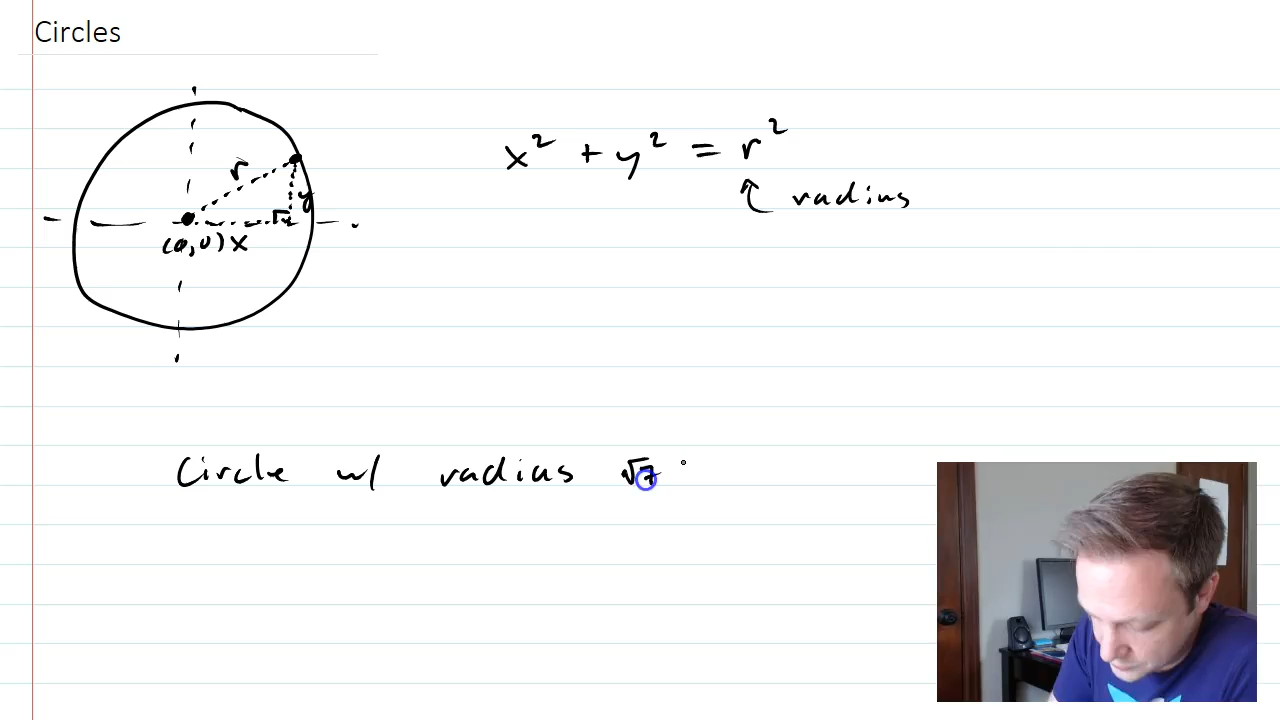 Circles
r
y
(0,0) x
x² + y² = r²
radius
Circle w/ radius √7